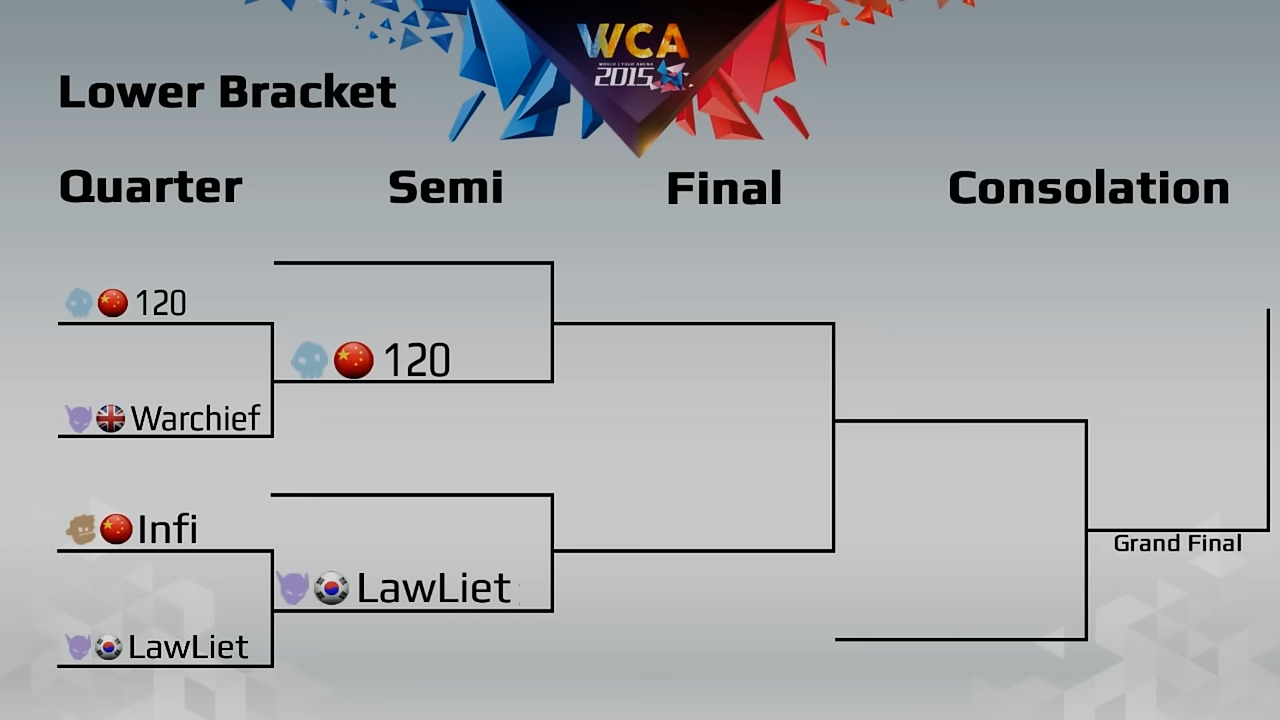 WCA
WORLD CYBER ARENA
2015
Lower Bracket
Quarter Semi Final Consolation
120
120
Warchief
Infi
LawLiet
LawLiet
Grand Final